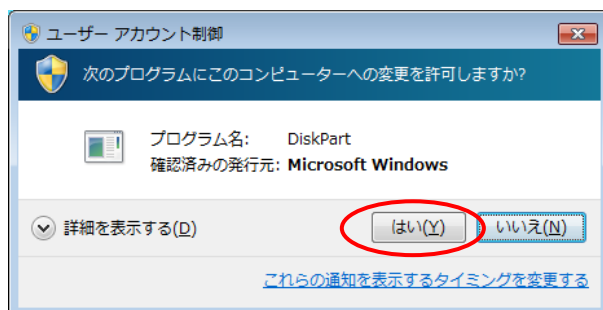 ユーザー アカウント制御
次のプログラムにこのコンピューターへの変更を許可しますか?
プログラム名: DiskPart
確認済みの発行元: Microsoft Windows
詳細を表示する(D)
はい(Y)
いいえ(N)
これらの通知を表示するタイミングを変更する